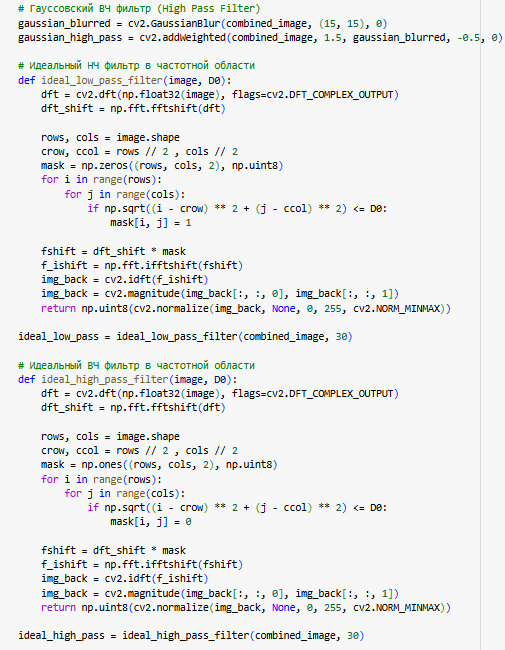 # Гауссовский ВЧ фильтр (High Pass Filter)
gaussian_blurred = cv2.GaussianBlur(combined_image, (15, 15), 0)
gaussian_high_pass = cv2.addWeighted(combined_image, 1.5, gaussian_blurred, -0.5, 0)

# Идеальный НЧ фильтр в частотной области
def ideal_low_pass_filter(image, D0):
    dft = cv2.dft(np.float32(image), flags=cv2.DFT_COMPLEX_OUTPUT)
    dft_shift = np.fft.fftshift(dft)

    rows, cols = image.shape
    crow, ccol = rows // 2 , cols // 2
    mask = np.zeros((rows, cols, 2), np.uint8)
    for i in range(rows):
        for j in range(cols):
            if np.sqrt((i - crow) ** 2 + (j - ccol) ** 2) <= D0:
                mask[i, j] = 1

    fshift = dft_shift * mask
    f_ishift = np.fft.ifftshift(fshift)
    img_back = cv2.idft(f_ishift)
    img_back = cv2.magnitude(img_back[:, :, 0], img_back[:, :, 1])
    return np.uint8(cv2.normalize(img_back, None, 0, 255, cv2.NORM_MINMAX))

ideal_low_pass = ideal_low_pass_filter(combined_image, 30)

# Идеальный ВЧ фильтр в частотной области
def ideal_high_pass_filter(image, D0):
    dft = cv2.dft(np.float32(image), flags=cv2.DFT_COMPLEX_OUTPUT)
    dft_shift = np.fft.fftshift(dft)

    rows, cols = image.shape
    crow, ccol = rows // 2 , cols // 2
    mask = np.ones((rows, cols, 2), np.uint8)
    for i in range(rows):
        for j in range(cols):
            if np.sqrt((i - crow) ** 2 + (j - ccol) ** 2) <= D0:
                mask[i, j] = 0

    fshift = dft_shift * mask
    f_ishift = np.fft.ifftshift(fshift)
    img_back = cv2.idft(f_ishift)
    img_back = cv2.magnitude(img_back[:, :, 0], img_back[:, :, 1])
    return np.uint8(cv2.normalize(img_back, None, 0, 255, cv2.NORM_MINMAX))

ideal_high_pass = ideal_high_pass_filter(combined_image, 30)